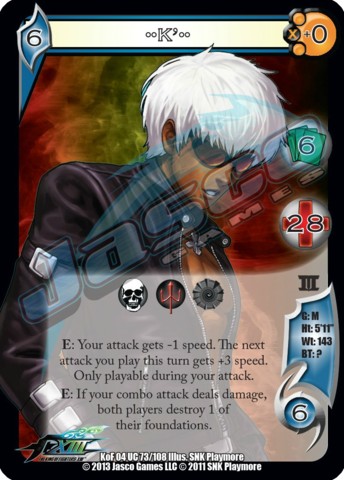 6
··K'··
X +0
6
28
Jasco
GAMES
III
G: M
Ht: 5'11"
Wt: 143
BT: ?
E: Your attack gets -1 speed. The next
attack you play this turn gets +3 speed.
Only playable during your attack.
E: If your combo attack deals damage,
both players destroy 1 of
their foundations.
6
XIII
KoF 04 UC 73/108 Illus. SNK Playmore
© 2013 Jasco Games LLC © 2011 SNK Playmore